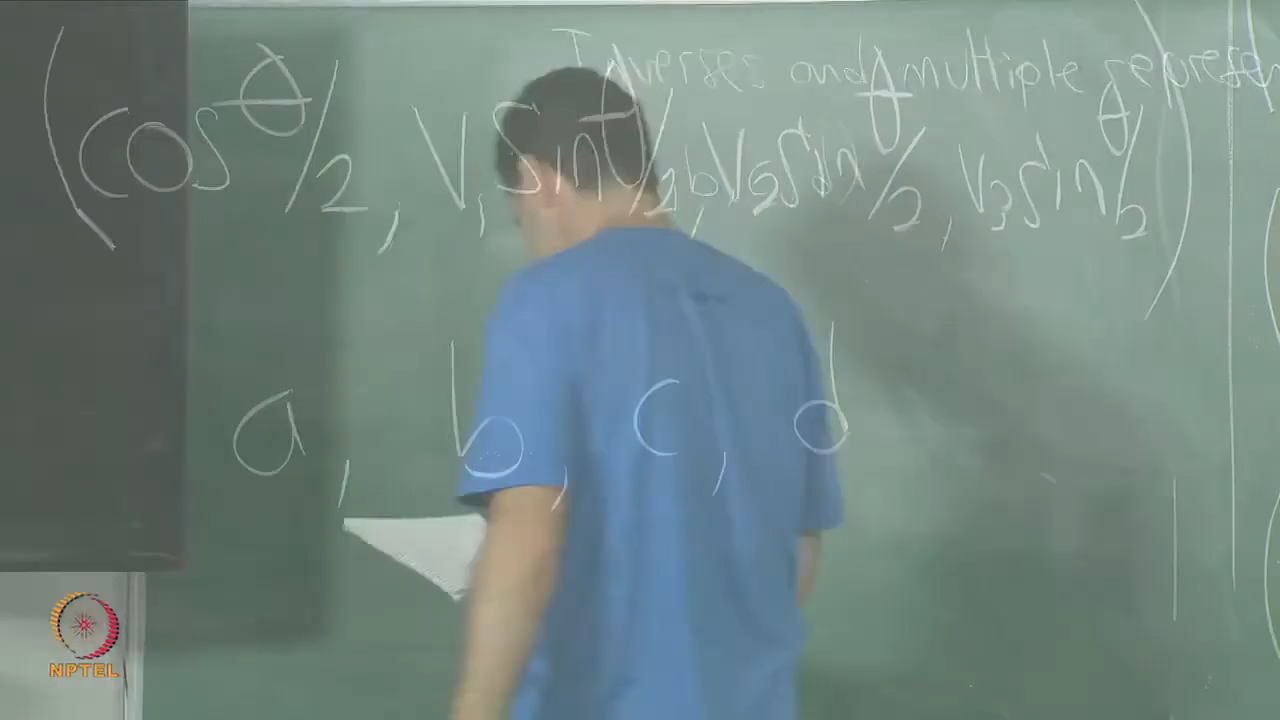 Inverses and multiple represen
(cos θ/2, v₁ sin θ/2, v₂ sin θ/2, v₃ sin θ/2)
a, b, c, d
NPTEL